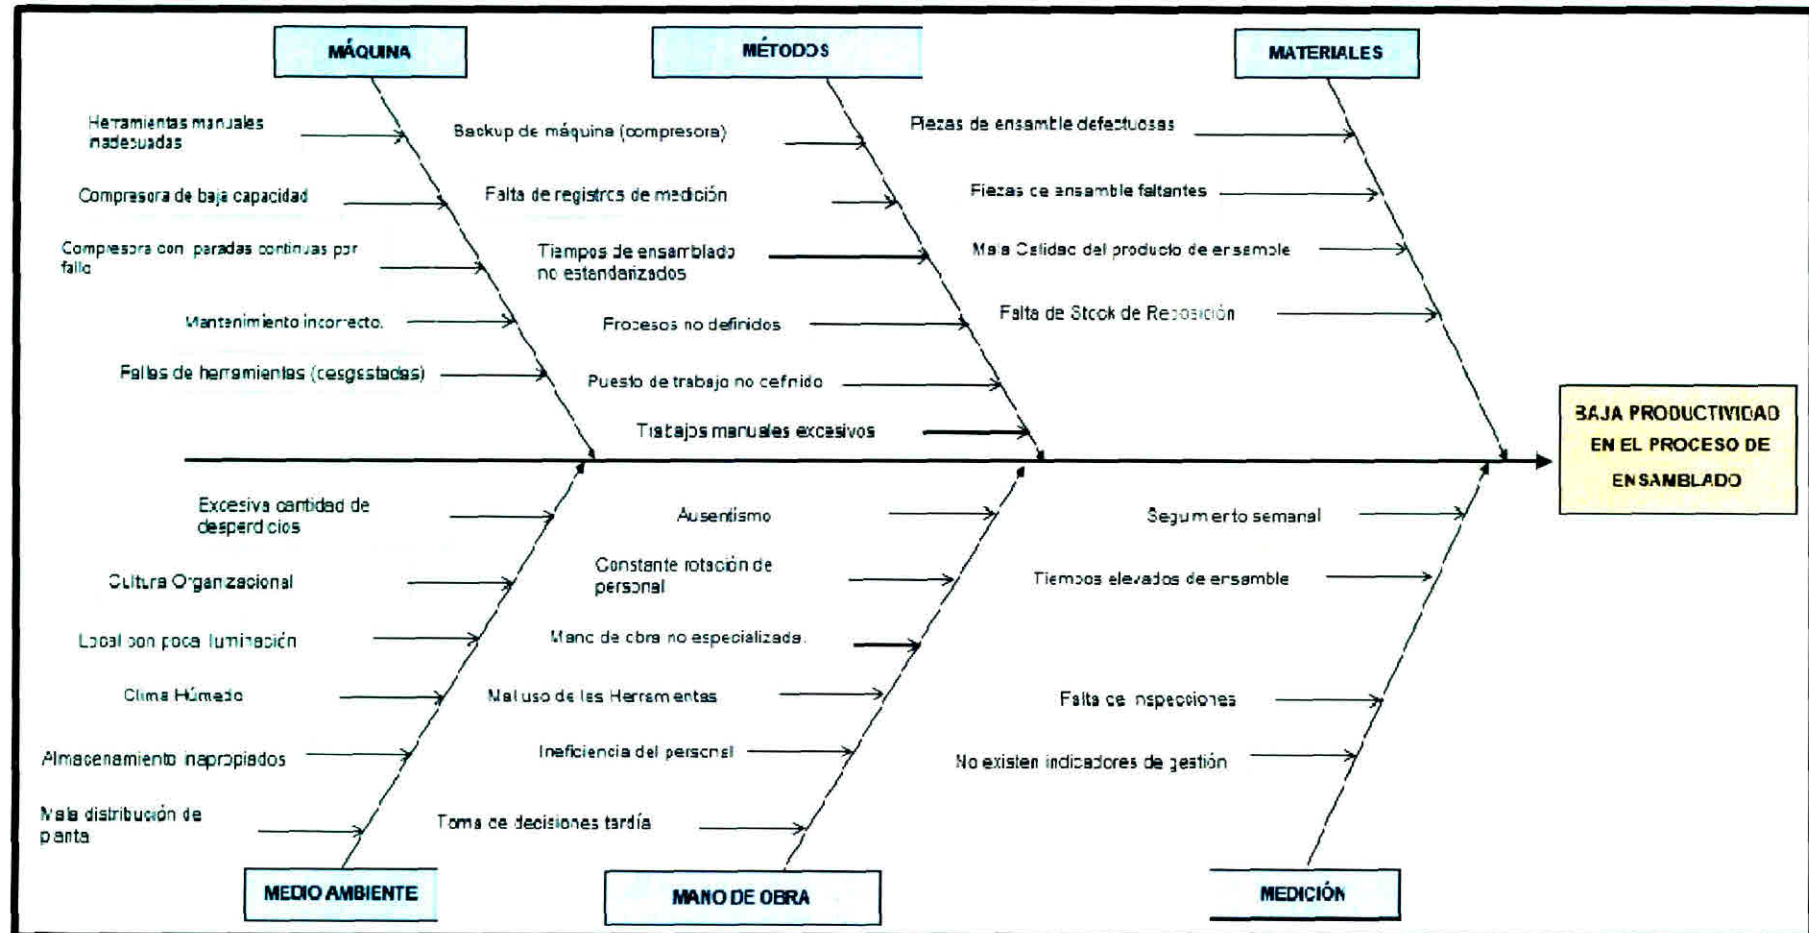 MÁQUINA
MÉTODOS
MATERIALES
Herramientas manuales
inadecuadas
Compresora de baja capacidad
Compresora con paradas continuas por
fallo
Mantenimiento incorrecto.
Fallas de herramientas (desgastadas)
Backup de máquina (compresora)
Falta de registros de medición
Tiempos de ensamblado
no estandarizados
Procesos no definidos
Puesto de trabajo no definido
Trabajos manuales excesivos
Piezas de ensamble defectuosas
Piezas de ensamble faltantes
Mala Calidad del producto de ensamble
Falta de Stock de Reposición
BAJA PRODUCTIVIDAD
EN EL PROCESO DE
ENSAMBLADO
Excesiva cantidad de
desperdicios
Cultura Organizacional
Local con poca iluminación
Clima Húmedo
Almacenamiento inapropiados
Mala distribución de
planta
Ausentismo
Constante rotación de
personal
Mano de obra no especializada.
Mal uso de las Herramientas
Ineficiencia del personal
Toma de decisiones tardía
Seguimiento semanal
Tiempos elevados de ensamble
Falta de inspecciones
No existen indicadores de gestión
MEDIO AMBIENTE
MANO DE OBRA
MEDICIÓN